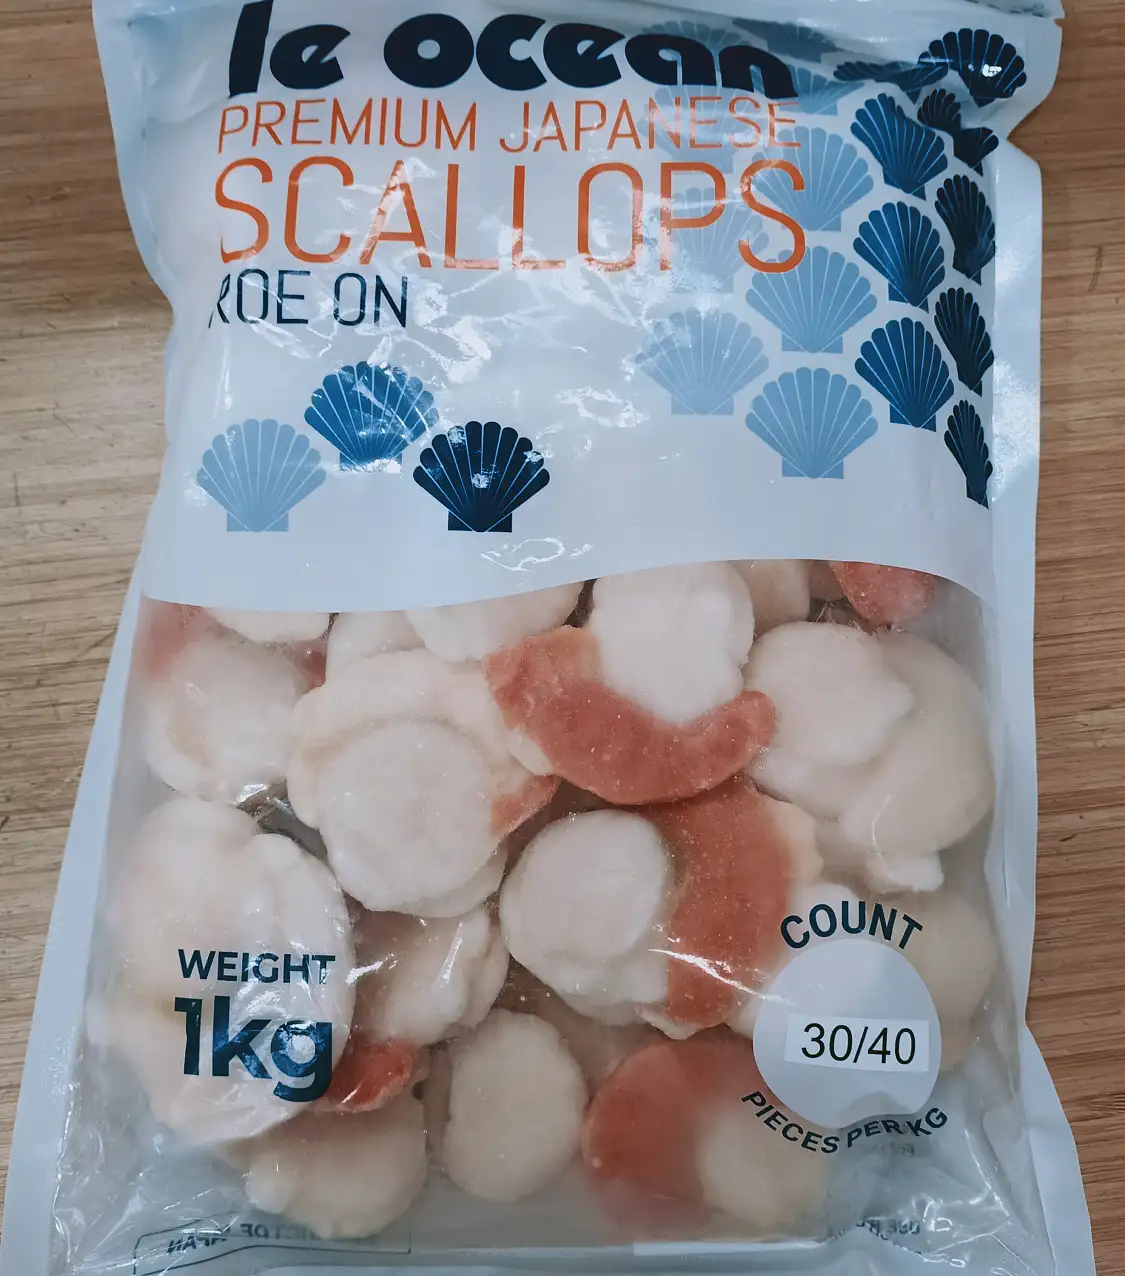 le ocean
PREMIUM JAPANESE
SCALLOPS
ROE ON
WEIGHT
1kg
COUNT
30/40
PIECES PER KG